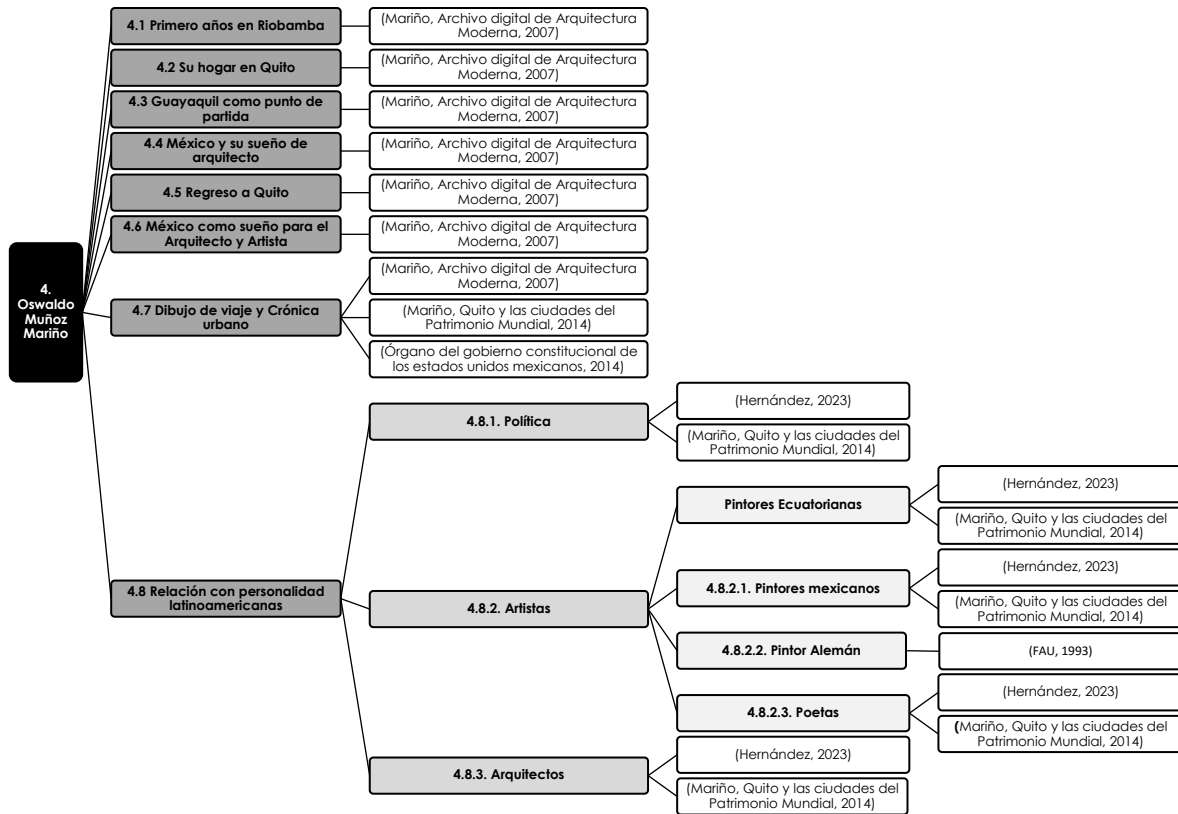 4.
Oswaldo
Muñoz
Mariño
4.1 Primero años en Riobamba
(Mariño, Archivo digital de Arquitectura
Moderna, 2007)
4.2 Su hogar en Quito
(Mariño, Archivo digital de Arquitectura
Moderna, 2007)
4.3 Guayaquil como punto de
partida
(Mariño, Archivo digital de Arquitectura
Moderna, 2007)
4.4 México y su sueño de
arquitecto
(Mariño, Archivo digital de Arquitectura
Moderna, 2007)
4.5 Regreso a Quito
(Mariño, Archivo digital de Arquitectura
Moderna, 2007)
4.6 México como sueño para el
Arquitecto y Artista
(Mariño, Archivo digital de Arquitectura
Moderna, 2007)
4.7 Dibujo de viaje y Crónica
urbano
(Mariño, Archivo digital de Arquitectura
Moderna, 2007)
(Mariño, Quito y las ciudades del
Patrimonio Mundial, 2014)
(Órgano del gobierno constitucional de
los estados unidos mexicanos, 2014)
4.8 Relación con personalidad
latinoamericanas
4.8.1. Política
(Hernández, 2023)
(Mariño, Quito y las ciudades del
Patrimonio Mundial, 2014)
4.8.2. Artistas
Pintores Ecuatorianas
(Hernández, 2023)
(Mariño, Quito y las ciudades del
Patrimonio Mundial, 2014)
4.8.2.1. Pintores mexicanos
(Hernández, 2023)
(Mariño, Quito y las ciudades del
Patrimonio Mundial, 2014)
4.8.2.2. Pintor Alemán
(FAU, 1993)
4.8.2.3. Poetas
(Hernández, 2023)
(Mariño, Quito y las ciudades del
Patrimonio Mundial, 2014)
4.8.3. Arquitectos
(Hernández, 2023)
(Mariño, Quito y las ciudades del
Patrimonio Mundial, 2014)